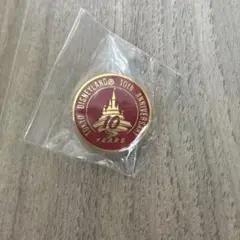 TOKYO DISNEYLAND® 10TH ANNIVERSARY
10
YEARS